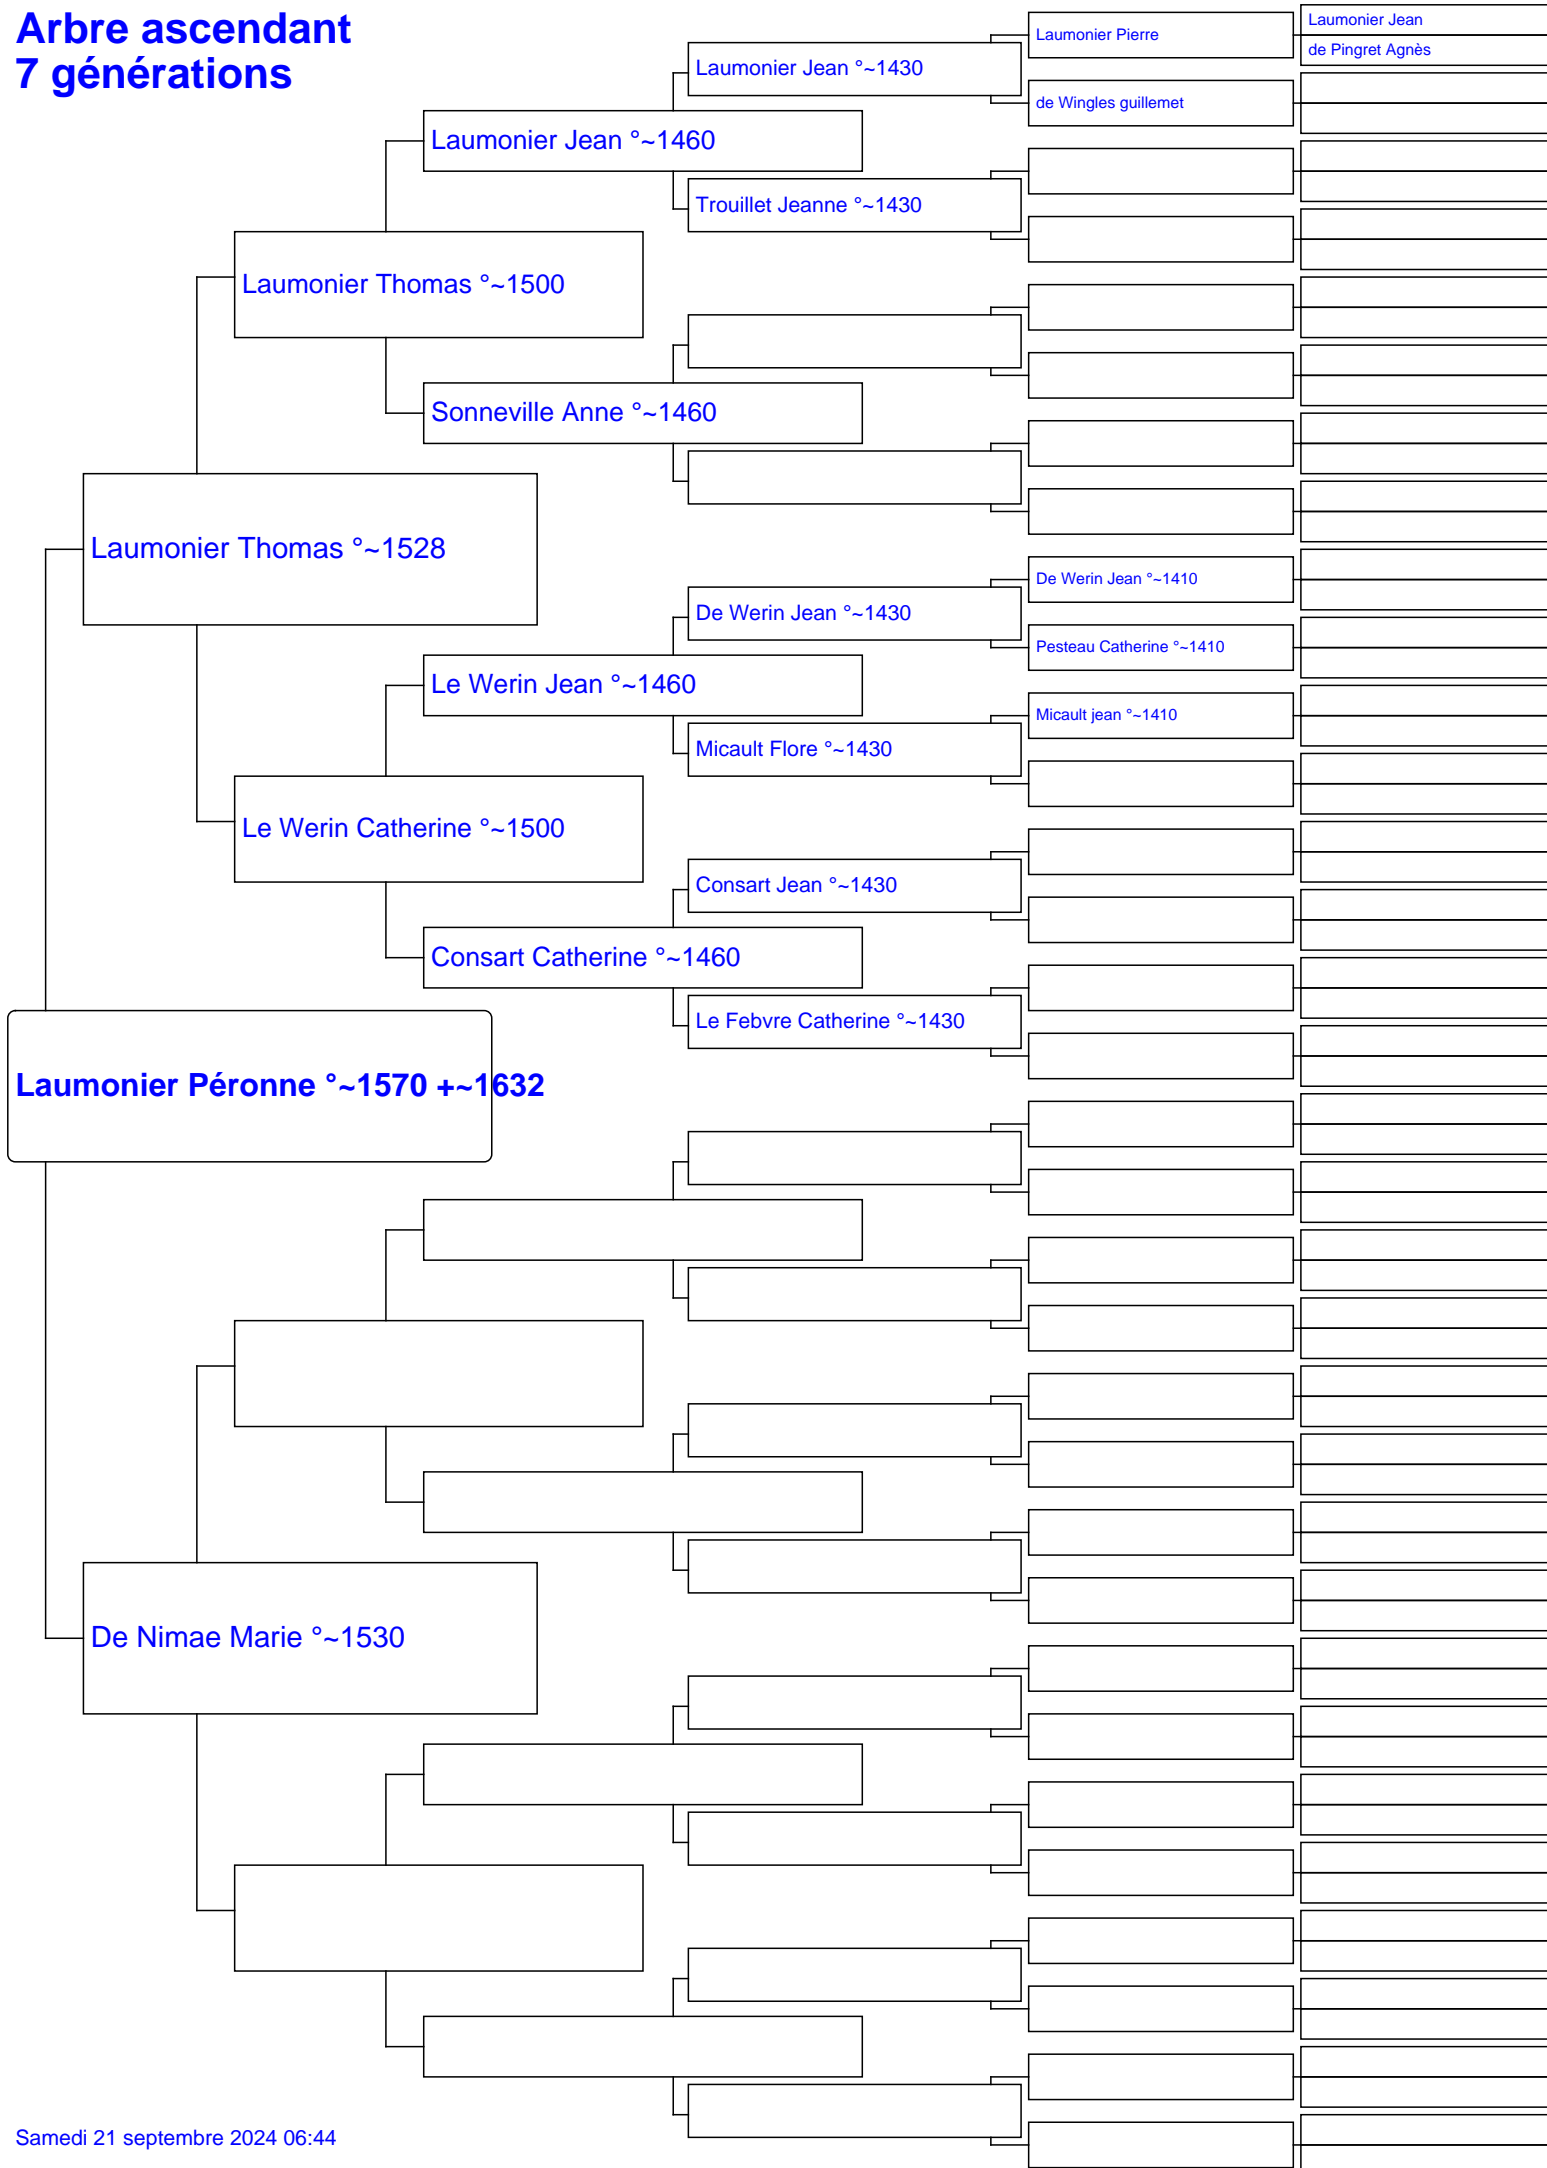 Arbre ascendant
7 générations
Laumonier Jean
de Pingret Agnès
Laumonier Pierre
de Wingles guillemet
Laumonier Jean °~1430
Laumonier Jean °~1460
Trouillet Jeanne °~1430
Laumonier Thomas °~1500
Sonneville Anne °~1460
Laumonier Thomas °~1528
De Werin Jean °~1410
De Werin Jean °~1430
Pesteau Catherine °~1410
Le Werin Jean °~1460
Micault jean °~1410
Micault Flore °~1430
Le Werin Catherine °~1500
Consart Jean °~1430
Consart Catherine °~1460
Le Febvre Catherine °~1430
Laumonier Péronne °~1570 +~1632
De Nimae Marie °~1530
Samedi 21 septembre 2024 06:44